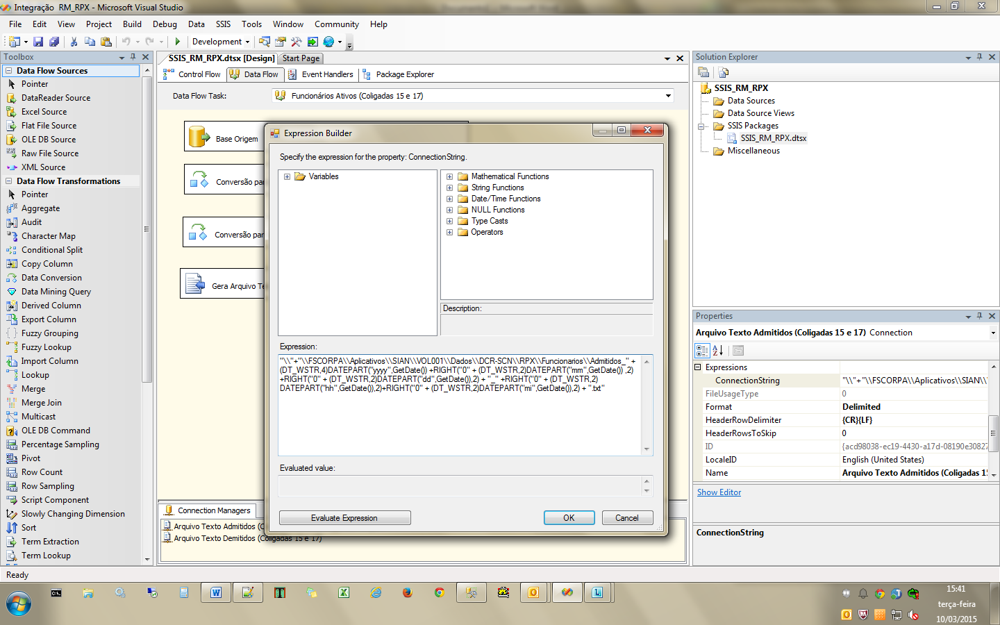 Integração  RM_RPX - Microsoft Visual Studio
File Edit View Project Build Debug Data SSIS Tools Window Community Help
Development
Toolbox
Data Flow Sources
Pointer
DataReader Source
Excel Source
Flat File Source
OLE DB Source
Raw File Source
XML Source
Data Flow Transformations
Pointer
Aggregate
Audit
Character Map
Conditional Split
Copy Column
Data Conversion
Data Mining Query
Derived Column
Export Column
Fuzzy Grouping
Fuzzy Lookup
Import Column
Lookup
Merge
Merge Join
Multicast
OLE DB Command
Percentage Sampling
Pivot
Row Count
Row Sampling
Script Component
Slowly Changing Dimension
Sort
Term Extraction
Term Lookup
SSIS_RM_RPX.dtsx [Design] Start Page
Control Flow Data Flow Event Handlers Package Explorer
Data Flow Task: Funcionários Ativos (Coligadas 15 e 17)
Base Origem
Conversão pa
Conversão par
Gera Arquivo Te
Expression Builder
Specify the expression for the property: ConnectionString.
Variables
Mathematical Functions
String Functions
Date/Time Functions
NULL Functions
Type Casts
Operators
Description:
Expression:
"\\"+"\\FSCORPA\\Aplicativos\\SIAN\\VOL001\\Dados\\DCR-SCN\\RPX\\Funcionarios\\Admitidos_" +
(DT_WSTR,4)DATEPART("yyyy",GetDate()) +RIGHT("0" + (DT_WSTR,2)DATEPART("mm",GetDate()) ,2)
+RIGHT("0" + (DT_WSTR,2)DATEPART("dd",GetDate()),2) + "_" +RIGHT("0" + (DT_WSTR,2)
DATEPART("hh",GetDate()),2)+RIGHT("0" + (DT_WSTR,2)DATEPART("mi",GetDate()),2) + ".txt"
Evaluated value:
Evaluate Expression OK Cancel
Connection Managers
Arquivo Texto Admitidos (C
Arquivo Texto Demitidos (Coligadas 15 e 17)
Solution Explorer
SSIS_RM_RPX
Data Sources
Data Source Views
SSIS Packages
SSIS_RM_RPX.dtsx
Miscellaneous
Properties
Arquivo Texto Admitidos (Coligadas 15 e 17) Connection
Expressions
ConnectionString "\\"+"\\FSCORPA\\Aplicativos\\SIAN\\
FileUsageType 0
Format Delimited
HeaderRowDelimiter {CR}{LF}
HeaderRowsToSkip 0
ID {acd98038-ec19-4430-a17d-08190e30827
LocaleID English (United States)
Name Arquivo Texto Admitidos (Coligadas 1
Show Editor
ConnectionString
Ready
15:41
terça-feira
10/03/2015